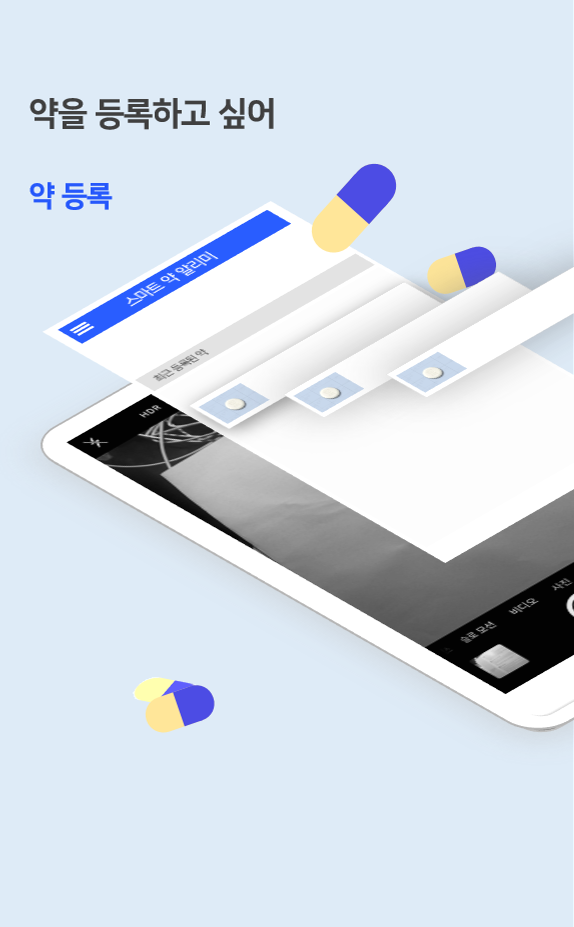 약을 등록하고 싶어
약 등록
스마트 약 알리미
최근 등록된 약
HDR
슬로 모션
비디오
사진